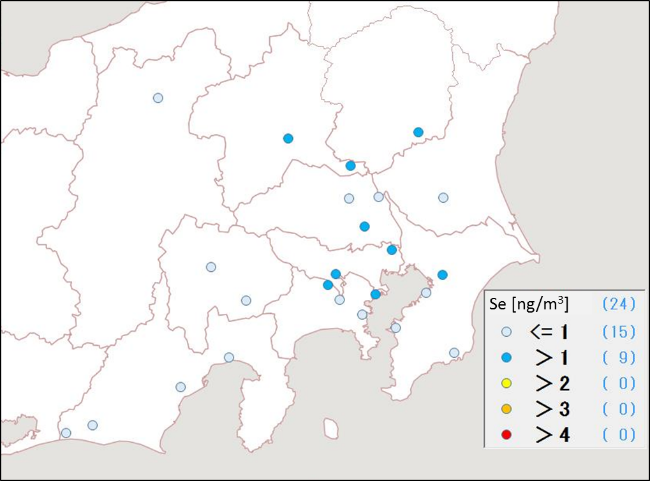 Se [ng/m³] (24)
<= 1 (15)
> 1 ( 9)
> 2 ( 0)
> 3 ( 0)
> 4 ( 0)